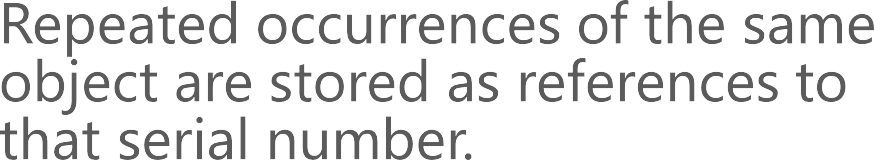 Repeated occurrences of the same
object are stored as references to
that serial number.